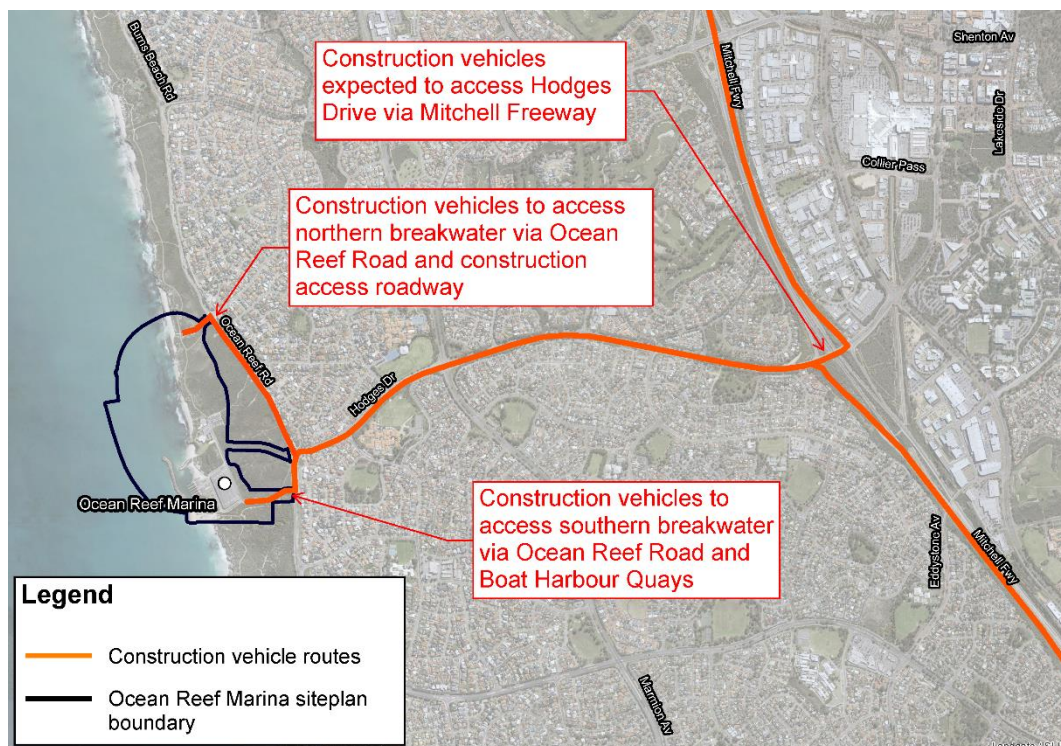 Burns Beach Rd
Construction vehicles
expected to access Hodges
Drive via Mitchell Freeway
Mitchell Fwy
Shenton Av
Lakeside Dr
Collier Pass
Construction vehicles to access
northern breakwater via Ocean
Reef Road and construction
access roadway
Ocean Reef Rd
Hodges Dr
Ocean Reef Marina
Construction vehicles to
access southern breakwater
via Ocean Reef Road and
Boat Harbour Quays
Eddystone Av
Mitchell Fwy
Marmion Av
Legend
Construction vehicle routes
Ocean Reef Marina siteplan
boundary